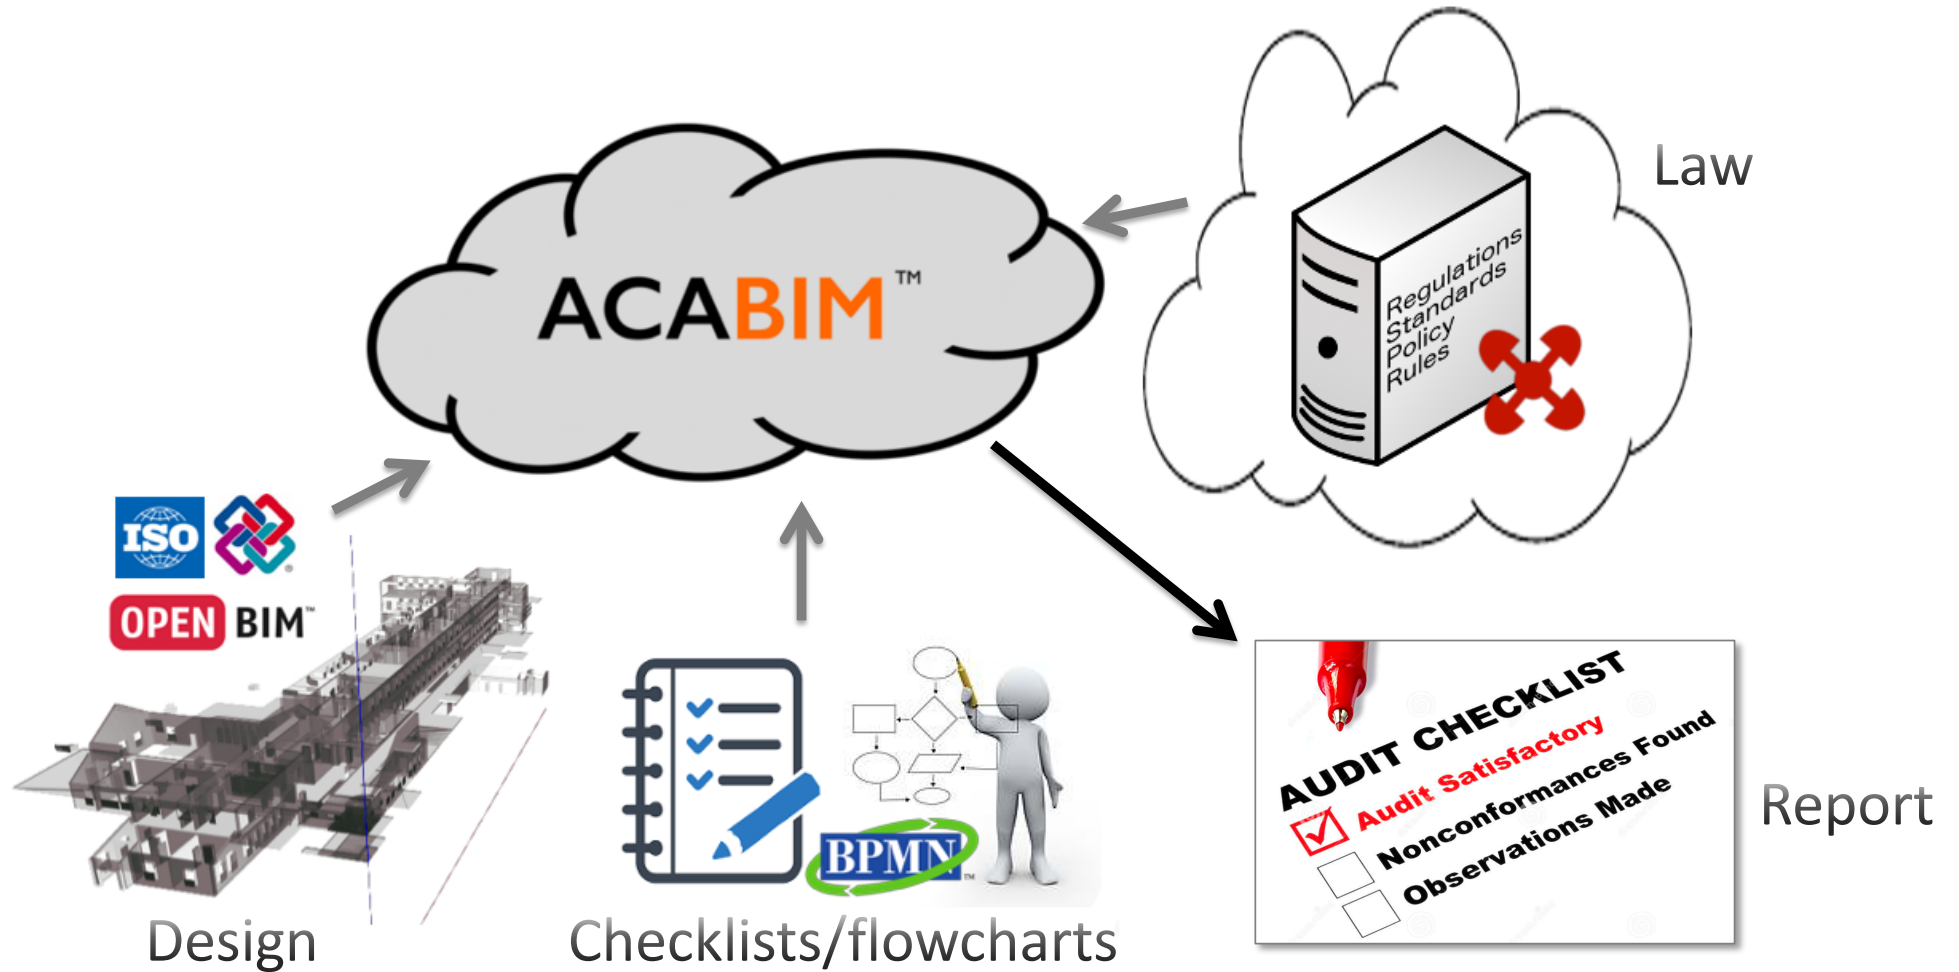 ACABIM™
Law
Regulations
Standards
Policy
Rules
ISO
®
OPEN BIM™
Design
BPMN™
Checklists/flowcharts
AUDIT CHECKLIST
Audit Satisfactory
Nonconformances Found
Observations Made
Report